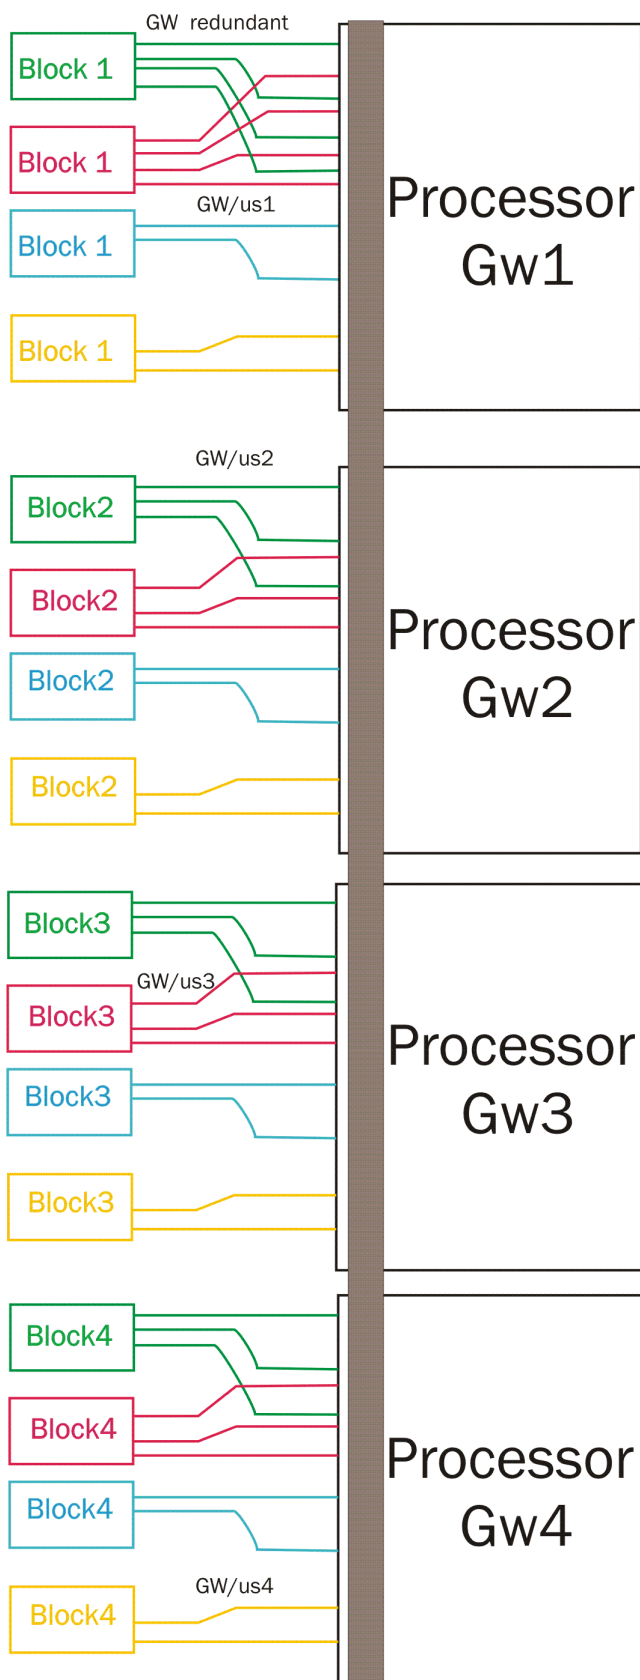 GW redundant
Block 1
Block 1
GW/us1
Block 1
Block 1
Processor
Gw1
GW/us2
Block2
Block2
Block2
Block2
Processor
Gw2
Block3
GW/us3
Block3
Block3
Block3
Processor
Gw3
Block4
Block4
Block4
GW/us4
Block4
Processor
Gw4